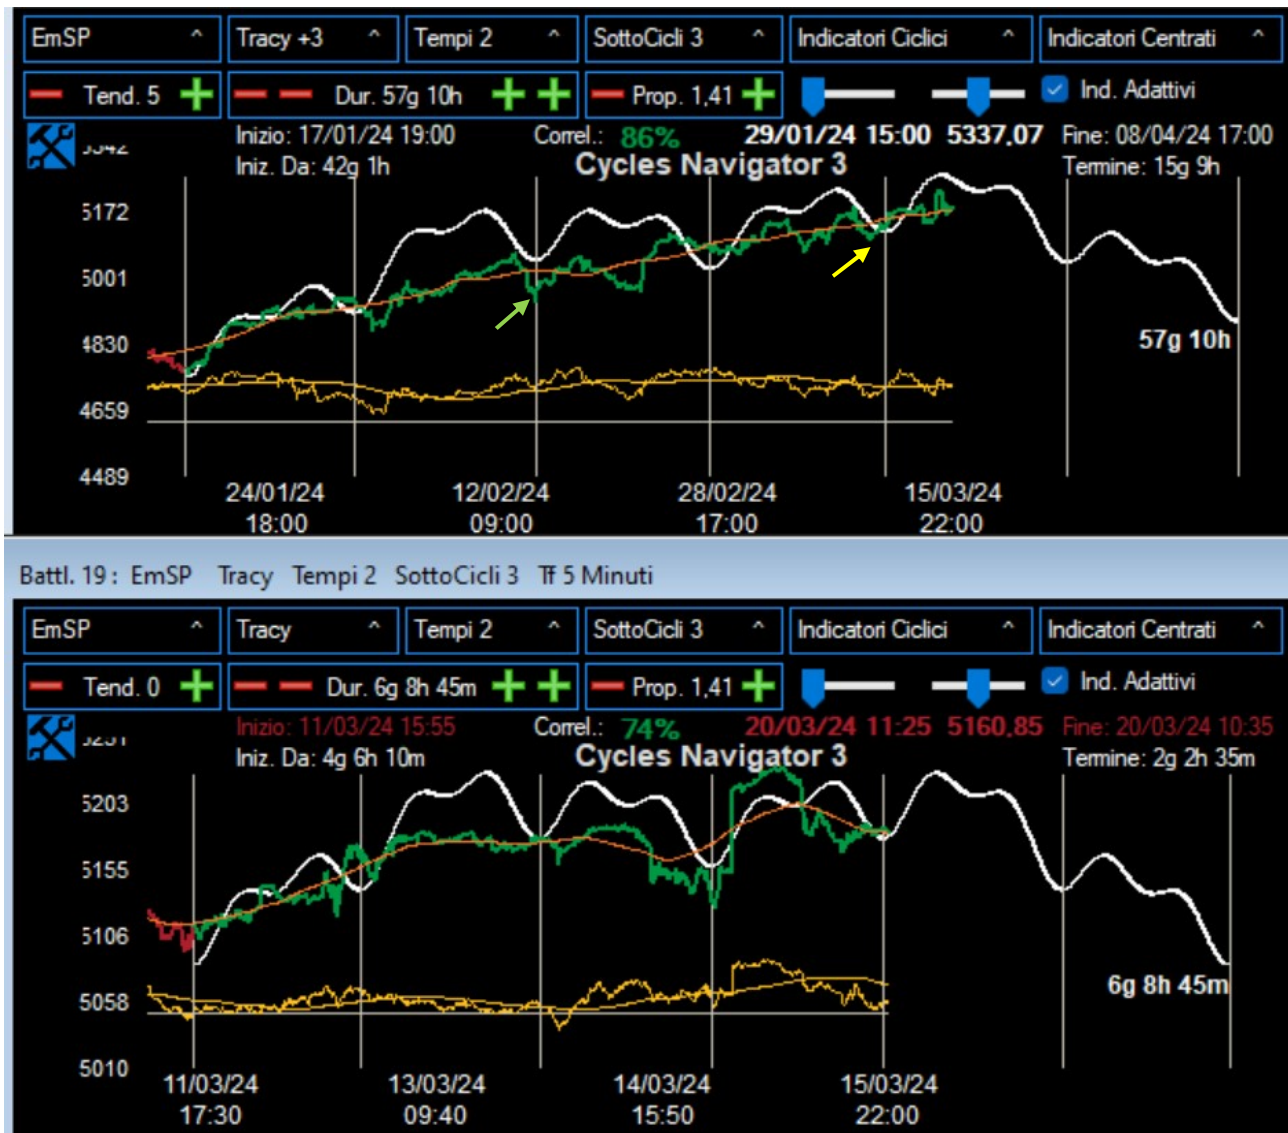 EmSP ^ Tracy +3 ^ Tempi 2 ^ SottoCicli 3 ^ Indicatori Ciclici ^ Indicatori Centrati ^
Tend. 5 Dur. 57g 10h Prop. 1,41 Ind. Adattivi
Inizio: 17/01/24 19:00 Correl.: 86% 29/01/24 15:00 5337,07 Fine: 08/04/24 17:00
Iniz. Da: 42g 1h Cycles Navigator 3 Termine: 15g 9h
5172
5001
4830
57g 10h
4659
4489
24/01/24 12/02/24 28/02/24 15/03/24
18:00 09:00 17:00 22:00
Battl. 19 : EmSP Tracy Tempi 2 SottoCicli 3 Tf 5 Minuti
EmSP ^ Tracy ^ Tempi 2 ^ SottoCicli 3 ^ Indicatori Ciclici ^ Indicatori Centrati ^
Tend. 0 Dur. 6g 8h 45m Prop. 1,41 Ind. Adattivi
Inizio: 11/03/24 15:55 Correl.: 74% 20/03/24 11:25 5160,85 Fine: 20/03/24 10:35
Iniz. Da: 4g 6h 10m Cycles Navigator 3 Termine: 2g 2h 35m
5203
5155
5106
6g 8h 45m
5058
5010
11/03/24 13/03/24 14/03/24 15/03/24
17:30 09:40 15:50 22:00